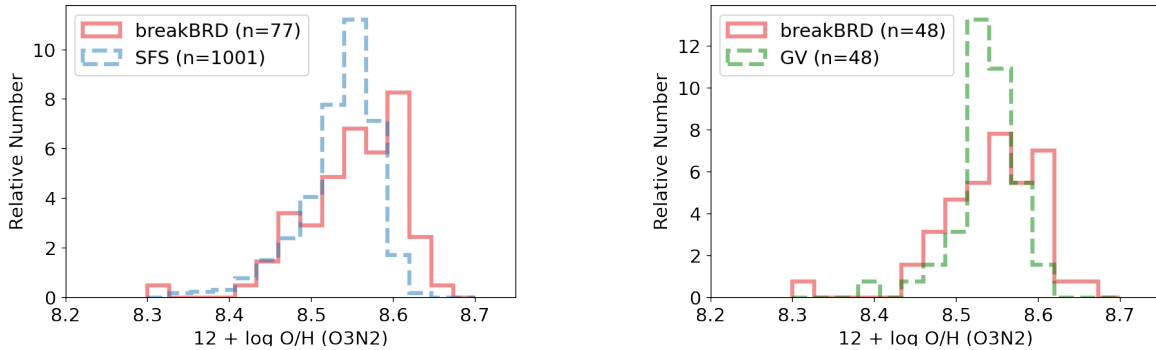 breakBRD (n=77)
SFS (n=1001)
Relative Number
10
8
6
4
2
0
8.2 8.3 8.4 8.5 8.6 8.7
12 + log O/H (O3N2)
breakBRD (n=48)
GV (n=48)
Relative Number
12
10
8
6
4
2
0
8.2 8.3 8.4 8.5 8.6 8.7
12 + log O/H (O3N2)